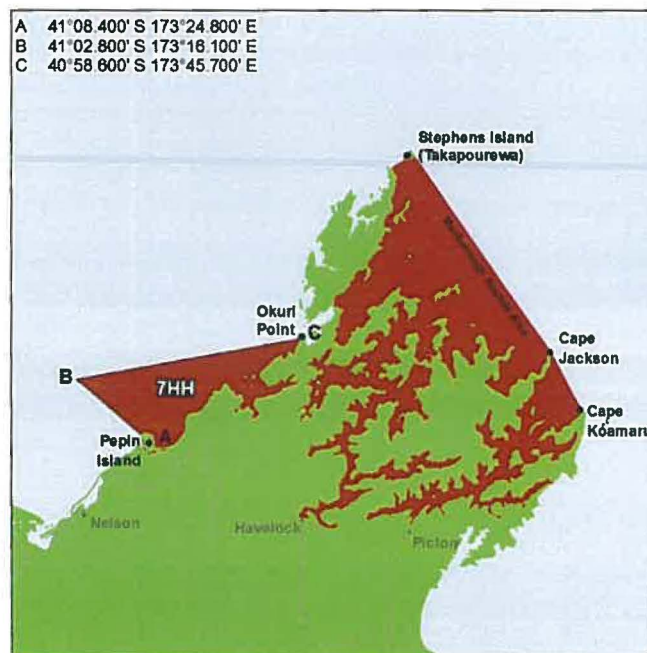 A 41°08.400' S 173°24.800' E
B 41°02.800' S 173°16.100' E
C 40°58.600' S 173°45.700' E
Stephens Island
(Takapourewa)
Okuri
Point
C
Cape
Jackson
B
7HH
Cape
Kóamaru
Pepin
Island
A
Nelson
Havelock
Picton